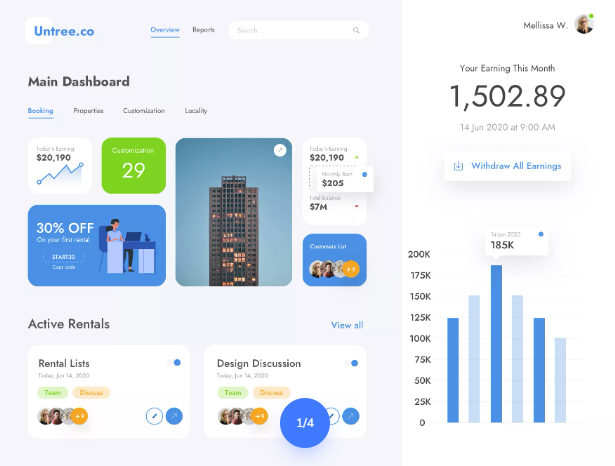 Untree.co
Overview
Reports
Search...
Mellissa W.
Main Dashboard
Booking
Properties
Customization
Locality
Today's Earning
$20,190
Customization
29
Today's Earning
$20,190
Monthly Rent
$205
Total Balance
$7M
30% OFF
On your first rental
START30
Copy code
Customers List
+9
Active Rentals
View all
Rental Lists
Today, Jun 14, 2020
Team
Discuss
+9
Design Discussion
Today, Jun 14, 2020
Team
Discuss
+9
1/4
Your Earning This Month
1,502.89
14 Jun 2020 at 9:00 AM
Withdraw All Earnings
14 Jun 2020
185K
200K
175K
150K
125K
100K
75K
50K
25K
0